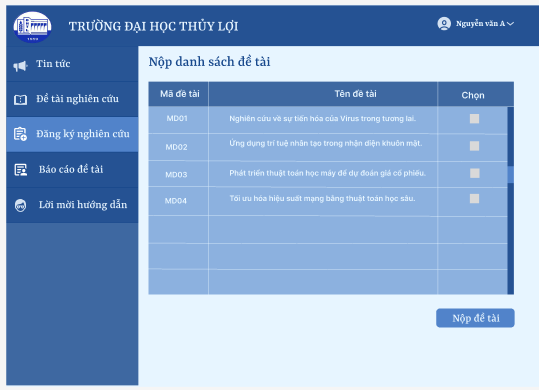 TRƯỜNG ĐẠI HỌC THỦY LỢI
Nguyễn văn A
Tin tức
Đề tài nghiên cứu
Đăng ký nghiên cứu
Báo cáo đề tài
Lời mời hướng dẫn
Nộp danh sách đề tài
Mã đề tài Tên đề tài Chọn
MD01 Nghiên cứu về sự tiến hóa của Virus trong tương lai.
MD02 Ứng dụng trí tuệ nhân tạo trong nhận diện khuôn mặt.
MD03 Phát triển thuật toán học máy để dự đoán giá cổ phiếu.
MD04 Tối ưu hóa hiệu suất mạng bằng thuật toán học sâu.
Nộp đề tài